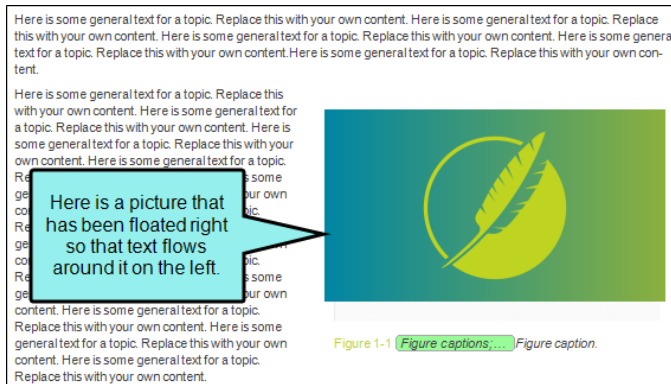 Here is some general text for a topic. Replace this with your own content. Here is some general text for a topic. Replace
this with your own content. Here is some general text for a topic. Replace this with your own content. Here is some
text for a topic. Replace this with your own content.Here is some general text for a topic. Replace this with your own con-
tent.
Here is some general text for a topic. Replace this
with your own content. Here is some general text for
a topic. Replace this with your own content. Here is
some general text for a topic. Replace this with your
own content. Here is some general text for a topic.
some
own
Here is a picture that
has been floated right
so that text flows
around it on the left.
some
own
content. Here is some general text for a topic.
Replace this with your own content. Here is some
general text for a topic. Replace this with your own
content. Here is some general text for a topic.
Replace this with your own content.
Figure 1-1 Figure captions;... Figure caption.